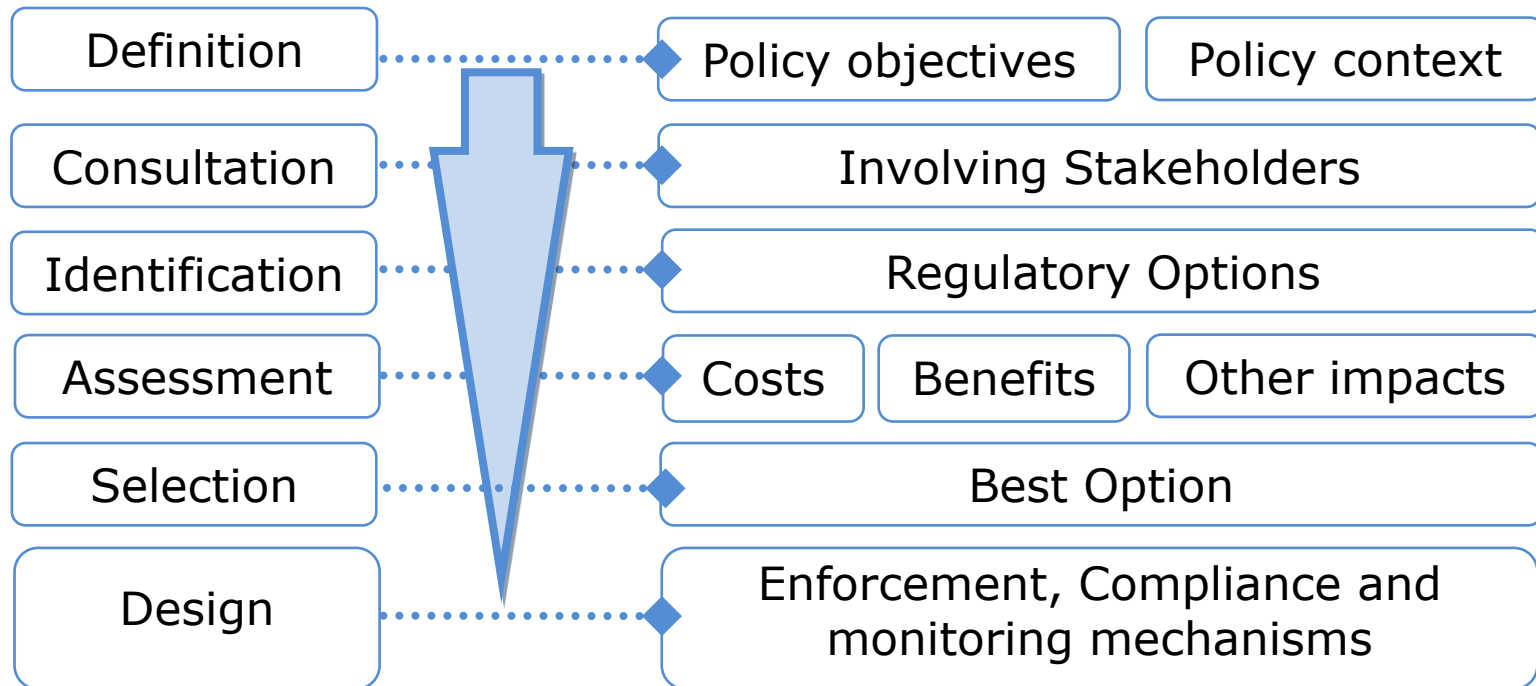 Definition
Policy objectives
Policy context
Consultation
Involving Stakeholders
Identification
Regulatory Options
Assessment
Costs
Benefits
Other impacts
Selection
Best Option
Design
Enforcement, Compliance and
monitoring mechanisms